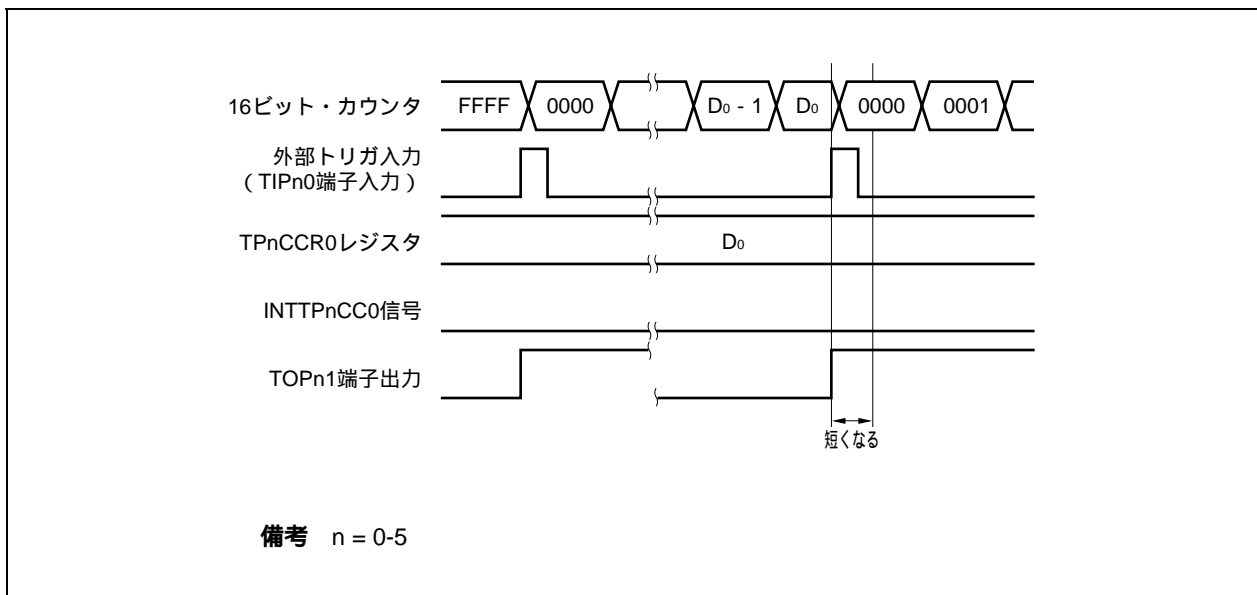 16ビット・カウンタ FFFF 0000 D0 - 1 D0 0000 0001
外部トリガ入力
(TIPn0端子入力)
TPnCCR0レジスタ D0
INTTPnCC0信号
TOPn1端子出力
短くなる
備考 n = 0-5